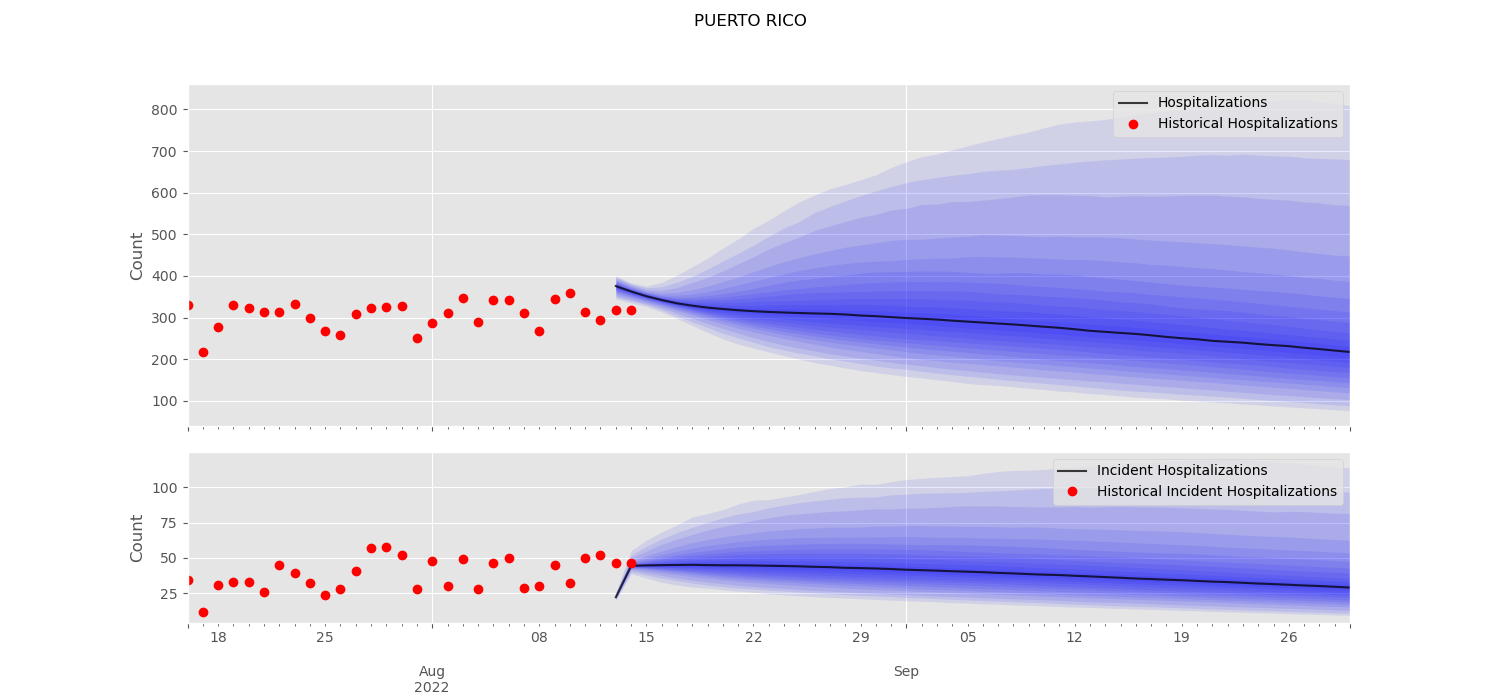 PUERTO RICO
800
700
600
500
400
300
200
100
Count
Hospitalizations
Historical Hospitalizations
100
75
50
25
Count
Incident Hospitalizations
Historical Incident Hospitalizations
18 25 08 15 22 29 05 12 19 26
Aug Sep
2022